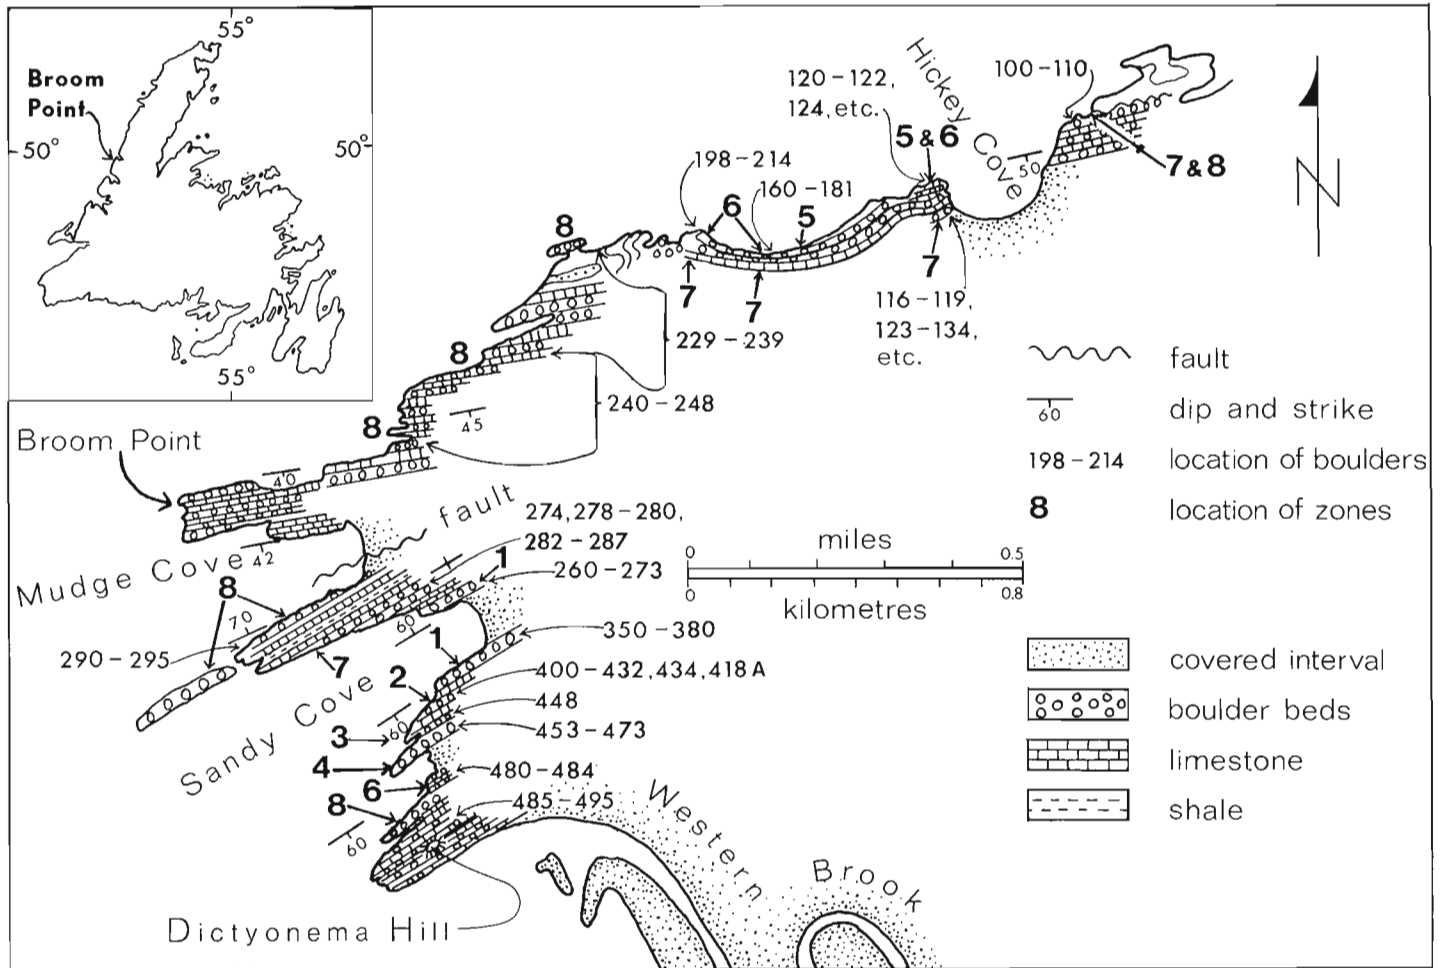 55°
Broom
Point
50°
50°
55°
Hickey Cove
100-110
120-122,
124, etc.
5 & 6
7 & 8
50
198-214
160-181
6
5
8
7
7
7
116-119,
123-134,
etc.
229-239
8
240-248
45
8
Broom Point
40
fault
274, 278-280,
282-287
1
260-273
42
Mudge Cove
8
70
60
290-295
7
1
350-380
400-432, 434, 418A
2
448
Sandy Cove
60
3
453-473
4
480-484
6
8
485-495
60
Western Brook
Dictyonema Hill
N
fault
60
dip and strike
198-214
location of boulders
8
location of zones
miles
0
0.5
0
0.8
kilometres
covered interval
boulder beds
limestone
shale